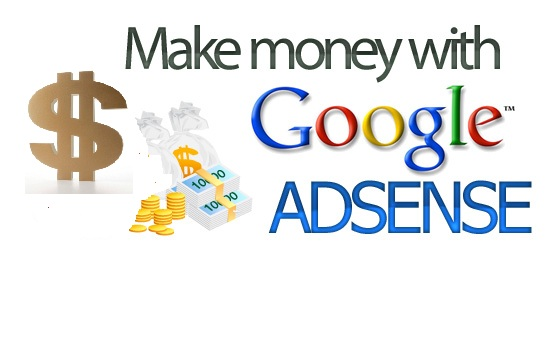 Make money with
Google™
ADSENSE
$
$